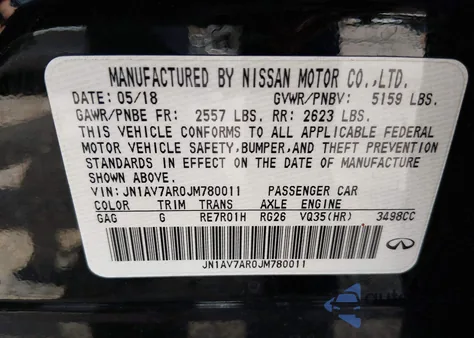 MANUFACTURED BY NISSAN MOTOR CO.,LTD.
DATE: 05/18 GVWR/PNBV: 5159 LBS.
GAWR/PNBE FR: 2557 LBS. RR: 2623 LBS.
THIS VEHICLE CONFORMS TO ALL APPLICABLE FEDERAL
MOTOR VEHICLE SAFETY, BUMPER, AND THEFT PREVENTION
STANDARDS IN EFFECT ON THE DATE OF MANUFACTURE
SHOWN ABOVE.
VIN: JN1AV7AR0JM780011 PASSENGER CAR
COLOR TRIM TRANS AXLE ENGINE
GAG G RE7R01H RG26 VQ35(HR) 3498CC
JN1AV7AR0JM780011